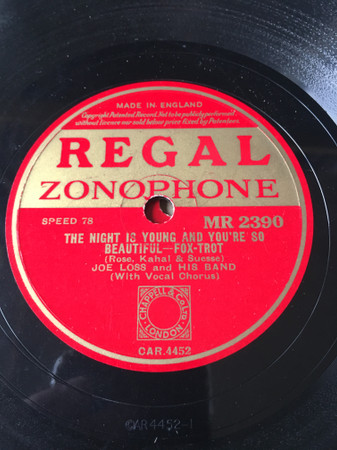 MADE IN ENGLAND
Copyright Patented Record. Not to be publicly performed
without licence nor sold below price fixed by Patentees.
REGAL
ZONOPHONE
SPEED 78
MR 2390
THE NIGHT IS YOUNG AND YOU'RE SO
BEAUTIFUL—FOX-TROT
(Rose, Kahal & Suesse)
JOE LOSS and HIS BAND
(With Vocal Chorus)
CHAPPELL & Co Ltd
LONDON
CAR.4452
CAR4452-1